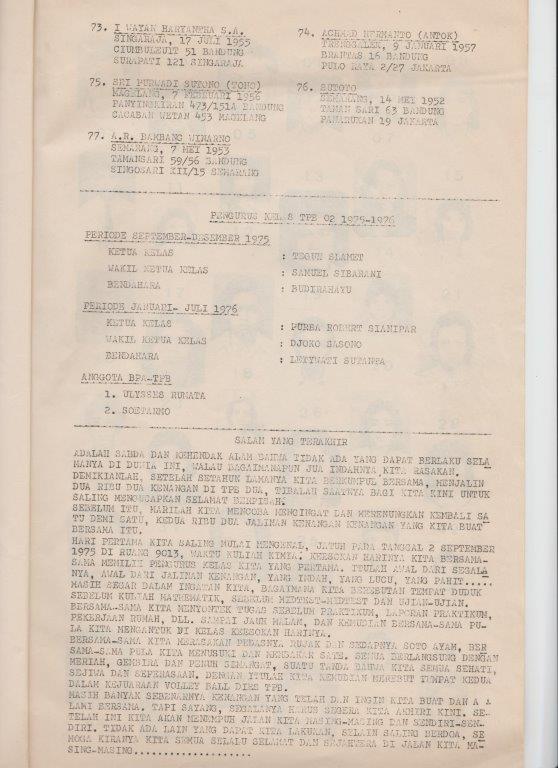 73. I WAYAN HARYANTHA S.A.
SINGARAJA, 17 JULI 1955
CIUMBULEUIT 51 BANDUNG
SURAPATI 121 SINGARAJA
74. ACHMAD HERMANTO (ANTOK)
TRENGGALEK, 9 JANUARI 1957
BRANTAS 16 BANDUNG
PULO RAYA 2/27 JAKARTA
75. SRI PURWADI SUTONO (TONO)
MAGELANG, 7 FEBRUARI 1956
PANYINGKIRAN 473/151A BANDUNG
CACABAN WETAN 453 MAGELANG
76. SUTOTO
SEMARANG, 14 MEI 1952
TAMAN SARI 63 BANDUNG
PANARUKAN 19 JAKARTA
77. A.R. BAMBANG WINARNO
SEMARANG, 7 MEI 1953
TAMANSARI 59/56 BANDUNG
SINGOSARI XII/15 SEMARANG
PENGURUS KELAS TPB 02 1975-1976
PERIODE SEPTEMBER-DESEMBER 1975
KETUA KELAS : TEGUH SLAMET
WAKIL KETUA KELAS : SAMUEL SIBARANI
BENDAHARA : BUDIRAHAYU
PERIODE JANUARI- JULI 1976
KETUA KELAS : PURBA ROBERT SIANIPAR
WAKIL KETUA KELAS : DJOKO SASONO
BENDAHARA : LETYWATI SUTANTA
ANGGOTA BPA-TPB
1. ULYSSES RUMATA
2. SOETARMO
SALAM YANG TERAKHIR
ADALAH SABDA DAN KEHENDAK ALAM BAHWA TIDAK ADA YANG DAPAT BERLAKU SELA
MANYA DI DUNIA INI, WALAU BAGAIMANAPUN JUA INDAHNYA KITA RASAKAN.
DEMIKIANLAH, SETELAH SETAHUN LAMANYA KITA BERKUMPUL BERSAMA, MENJALIN
DUA RIBU DUA KENANGAN DI TPB DUA, TIBALAH SAATNYA BAGI KITA KINI UNTUK
SALING MENGUCAPKAN SELAMAT BERPISAH.
SEBELUM ITU, MARILAH KITA MENCOBA MENGINGAT DAN MERENUNGKAN KEMBALI SA
TU DEMI SATU, KEDUA RIBU DUA JALINAN KENANGAN KENANGAN YANG KITA BUAT
BERSAMA ITU.
HARI PERTAMA KITA SALING MULAI MENGENAL, JATUH PADA TANGGAL 2 SEPTEMBER
1975 DI RUANG 9013, WAKTU KULIAH KIMIA. KEESOKAN HARINYA KITA BERSAMA-
SAMA MEMILIH PENGURUS KELAS KITA YANG PERTAMA. ITULAH AWAL DARI SEGALA
NYA, AWAL DARI JALINAN KENANGAN, YANG INDAH, YANG LUCU, YANG PAHIT.....
MASIH SEGAR DALAM INGATAN KITA, BAGAIMANA KITA BEREBUTAN TEMPAT DUDUK
SEBELUM KULIAH MATHEMATIK, SEBELUM MIDTEST-MIDTEST DAN UJIAN-UJIAN.
BERSAMA-SAMA KITA MENYONTEK TUGAS SEBELUM PRAKTIKUM, LAPORAN PRAKTIKUM,
PEKERJAAN RUMAH, DLL. SAMPAI JAUH MALAM, DAN KEMUDIAN BERSAMA-SAMA PU-
LA KITA MENGANTUK DI KELAS KEESOKAN HARINYA.
BERSAMA-SAMA KITA MERASAKAN PEDASNYA RUJAK DAN SEDAPNYA SOTO AYAM, BER
SAMA-SAMA PULA KITA MENUSUKI DAN MEMBAKAR SATE. SEMUA BERLANGSUNG DENGAN
MERIAH, GEMBIRA DAN PENUH SEMANGAT, SUATU TANDA BAHWA KITA SEMUA SEHATI,
SEJIWA DAN SEPERASAAN. DENGAN ITULAH KITA KEMUDIAN MEREBUT TEMPAT KEDUA
DALAM KEJUARAAN VOLLEY BALL DIES TPB.
MASIH BANYAK SEBENARNYA KENANGAN YANG TELAH DAN INGIN KITA BUAT DAN A A
LAMI BERSAMA. TAPI SAYANG, SEGALANYA HARUS SEGERA KITA AKHIRI KINI. SE-
TELAH INI KITA AKAN MENEMPUH JALAN KITA MASING-MASING DAN SENDIRI-SEN-
DIRI. TIDAK ADA LAIN YANG DAPAT KITA LAKUKAN, SELAIN SALING BERDOA, SE
MOGA KIRANYA KITA SEMUA SELALU SELAMAT DAN SEJAHTERA DI JALAN KITA MA-
SING-MASING....................